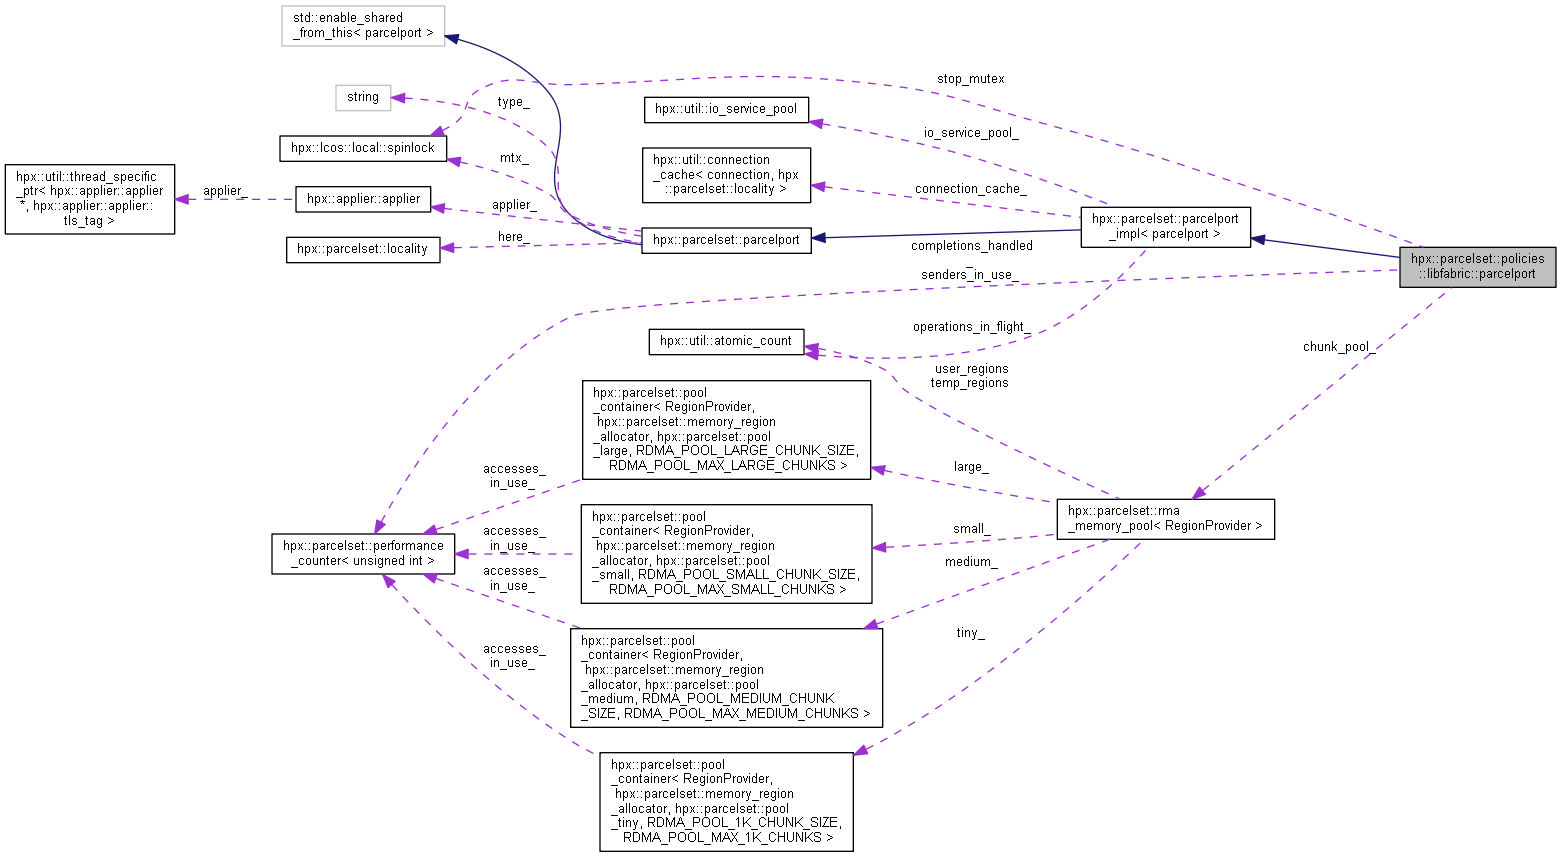 std::enable_shared
_from_this< parcelport >
string
type_
stop_mutex
hpx::util::io_service_pool
io_service_pool_
hpx::lcos::local::spinlock
mtx_
hpx::util::connection
_cache< connection, hpx
::parcelset::locality >
connection_cache_
hpx::util::thread_specific
_ptr< hpx::applier::applier
*, hpx::applier::applier::
tls_tag >
applier_
hpx::applier::applier
applier_
hpx::parcelset::locality
here_
hpx::parcelset::parcelport
hpx::parcelset::parcelport
_impl< parcelport >
completions_handled
_
senders_in_use_
hpx::parcelset::policies
::libfabric::parcelport
hpx::util::atomic_count
operations_in_flight_
chunk_pool_
user_regions
temp_regions
hpx::parcelset::pool
_container< RegionProvider,
hpx::parcelset::memory_region
_allocator, hpx::parcelset::pool
_large, RDMA_POOL_LARGE_CHUNK_SIZE,
RDMA_POOL_MAX_LARGE_CHUNKS >
accesses_
in_use_
large_
hpx::parcelset::rma
_memory_pool< RegionProvider >
hpx::parcelset::performance
_counter< unsigned int >
accesses_
in_use_
hpx::parcelset::pool
_container< RegionProvider,
hpx::parcelset::memory_region
_allocator, hpx::parcelset::pool
_small, RDMA_POOL_SMALL_CHUNK_SIZE,
RDMA_POOL_MAX_SMALL_CHUNKS >
small_
medium_
accesses_
in_use_
hpx::parcelset::pool
_container< RegionProvider,
hpx::parcelset::memory_region
_allocator, hpx::parcelset::pool
_medium, RDMA_POOL_MEDIUM_CHUNK
_SIZE, RDMA_POOL_MAX_MEDIUM_CHUNKS >
tiny_
accesses_
in_use_
hpx::parcelset::pool
_container< RegionProvider,
hpx::parcelset::memory_region
_allocator, hpx::parcelset::pool
_tiny, RDMA_POOL_1K_CHUNK_SIZE,
RDMA_POOL_MAX_1K_CHUNKS >